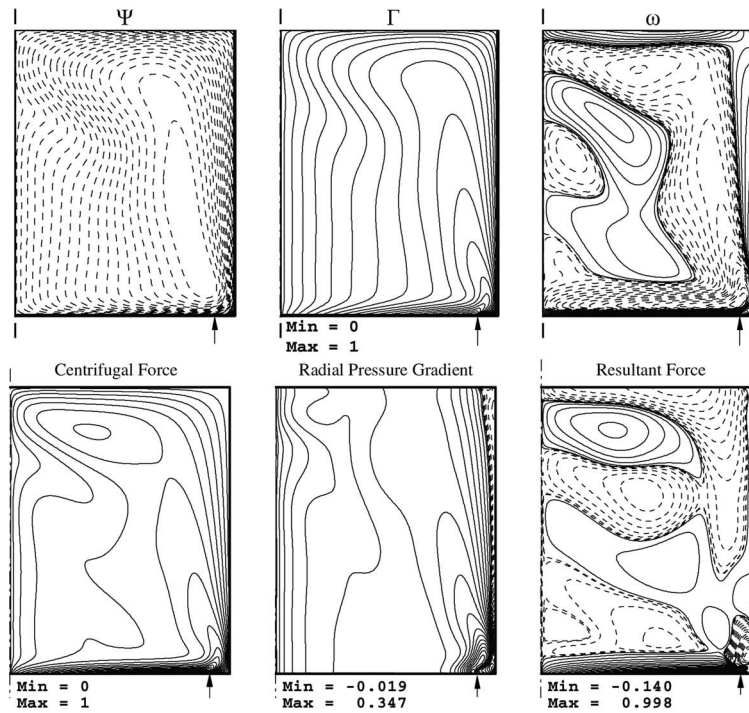 Ψ Γ ω
Min = 0
Max = 1
Centrifugal Force Radial Pressure Gradient Resultant Force
Min = 0 Min = -0.019 Min = -0.140
Max = 1 Max = 0.347 Max = 0.998